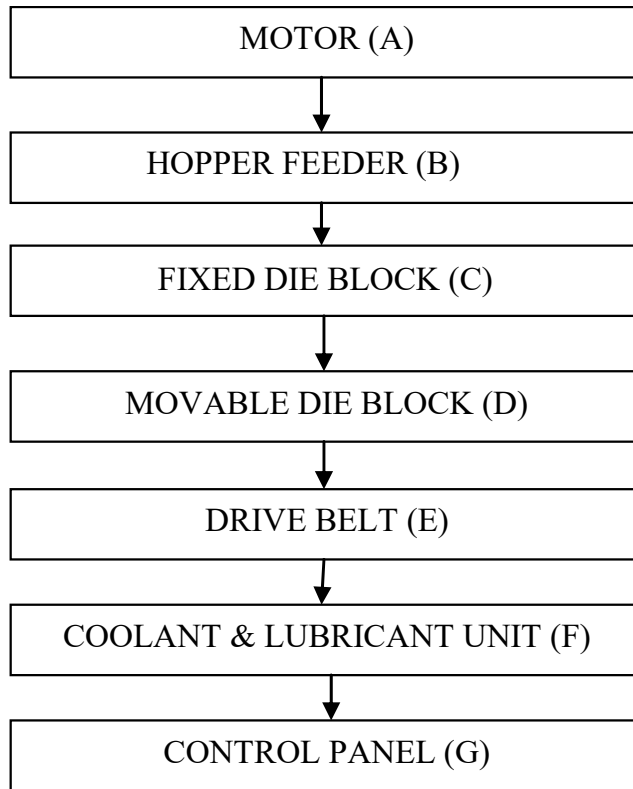 MOTOR (A)
HOPPER FEEDER (B)
FIXED DIE BLOCK (C)
MOVABLE DIE BLOCK (D)
DRIVE BELT (E)
COOLANT & LUBRICANT UNIT (F)
CONTROL PANEL (G)